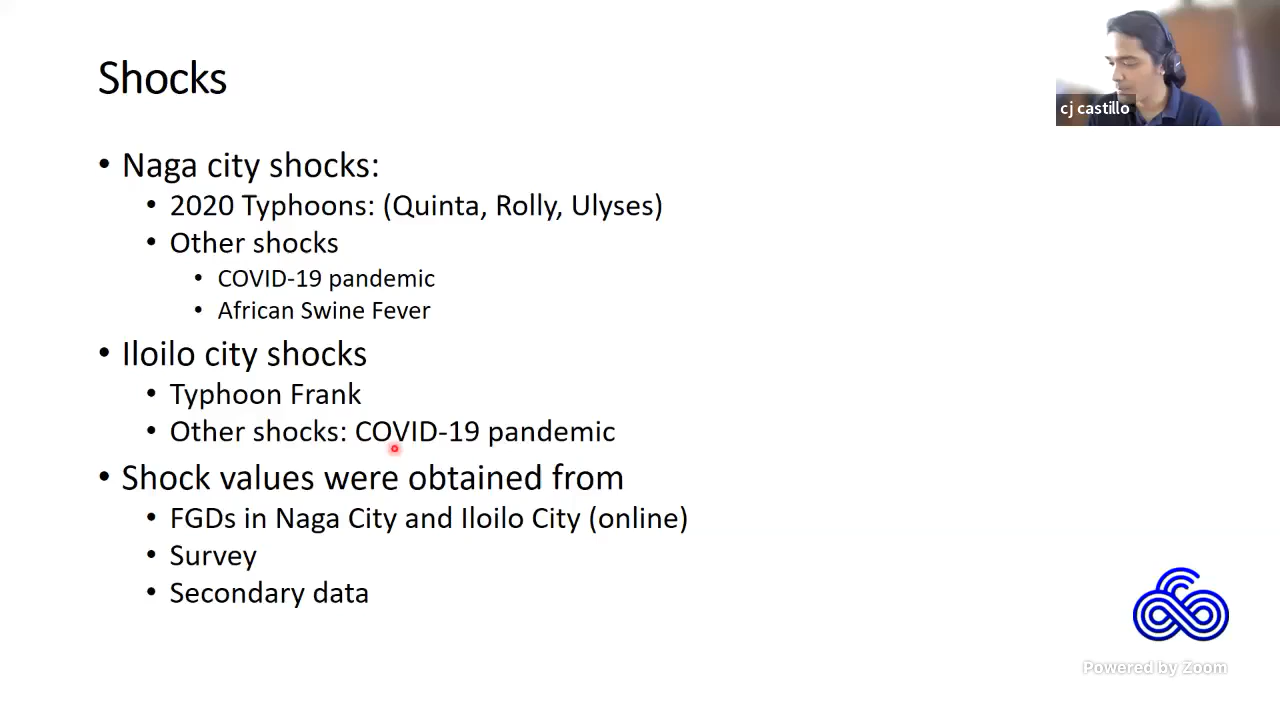 Shocks
cj castillo
• Naga city shocks:
• 2020 Typhoons: (Quinta, Rolly, Ulyses)
• Other shocks
• COVID-19 pandemic
• African Swine Fever
• Iloilo city shocks
• Typhoon Frank
• Other shocks: COVID-19 pandemic
• Shock values were obtained from
• FGDs in Naga City and Iloilo City (online)
• Survey
• Secondary data
Powered by Zoom